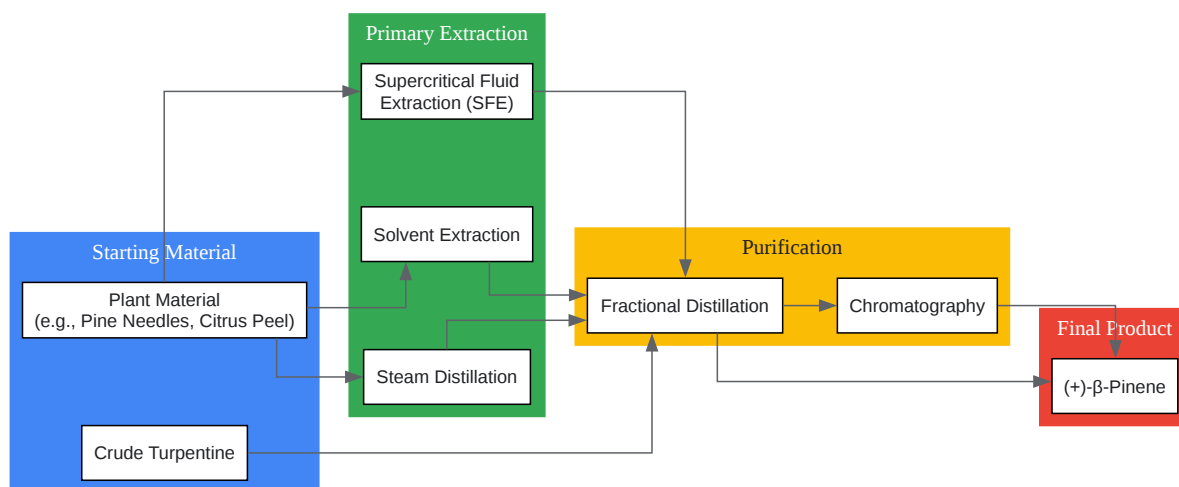 Primary Extraction
Supercritical Fluid
Extraction (SFE)
Solvent Extraction
Steam Distillation
Starting Material
Plant Material
(e.g., Pine Needles, Citrus Peel)
Crude Turpentine
Purification
Fractional Distillation
Chromatography
Final Product
(+)-β-Pinene